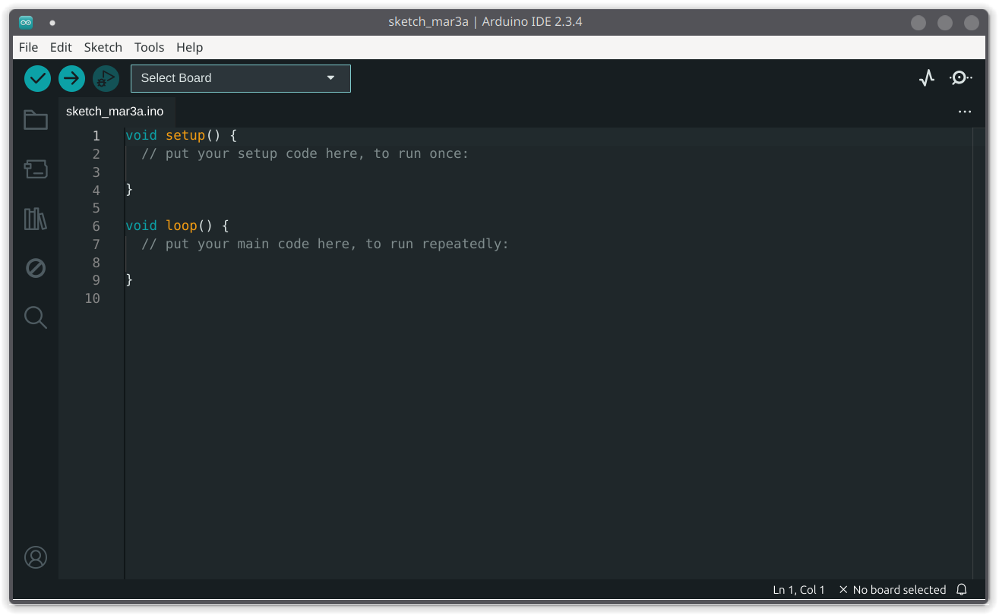 sketch_mar3a | Arduino IDE 2.3.4
File Edit Sketch Tools Help
Select Board
sketch_mar3a.ino
1 void setup() {
2   // put your setup code here, to run once:
3
4 }
5
6 void loop() {
7   // put your main code here, to run repeatedly:
8
9 }
10
Ln 1, Col 1 No board selected